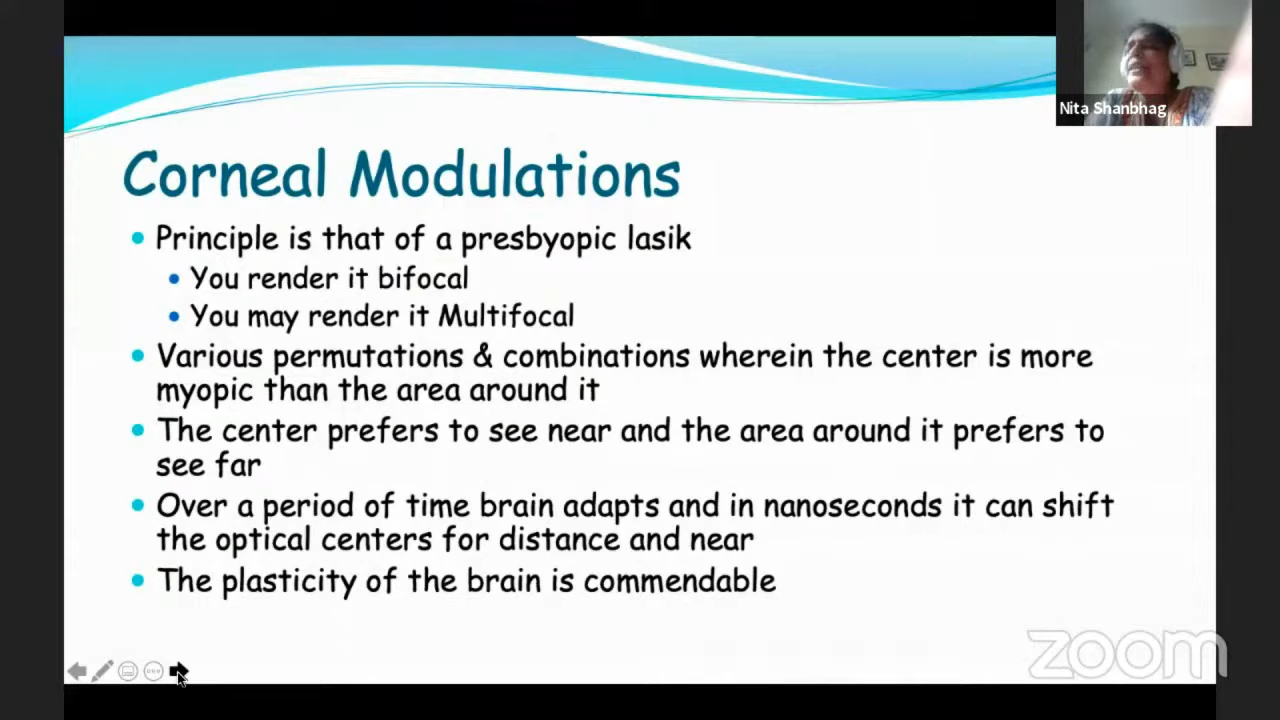 Nita Shanbhag
Corneal Modulations
Principle is that of a presbyopic lasik
You render it bifocal
You may render it Multifocal
Various permutations & combinations wherein the center is more
myopic than the area around it
The center prefers to see near and the area around it prefers to
see far
Over a period of time brain adapts and in nanoseconds it can shift
the optical centers for distance and near
The plasticity of the brain is commendable
zoom